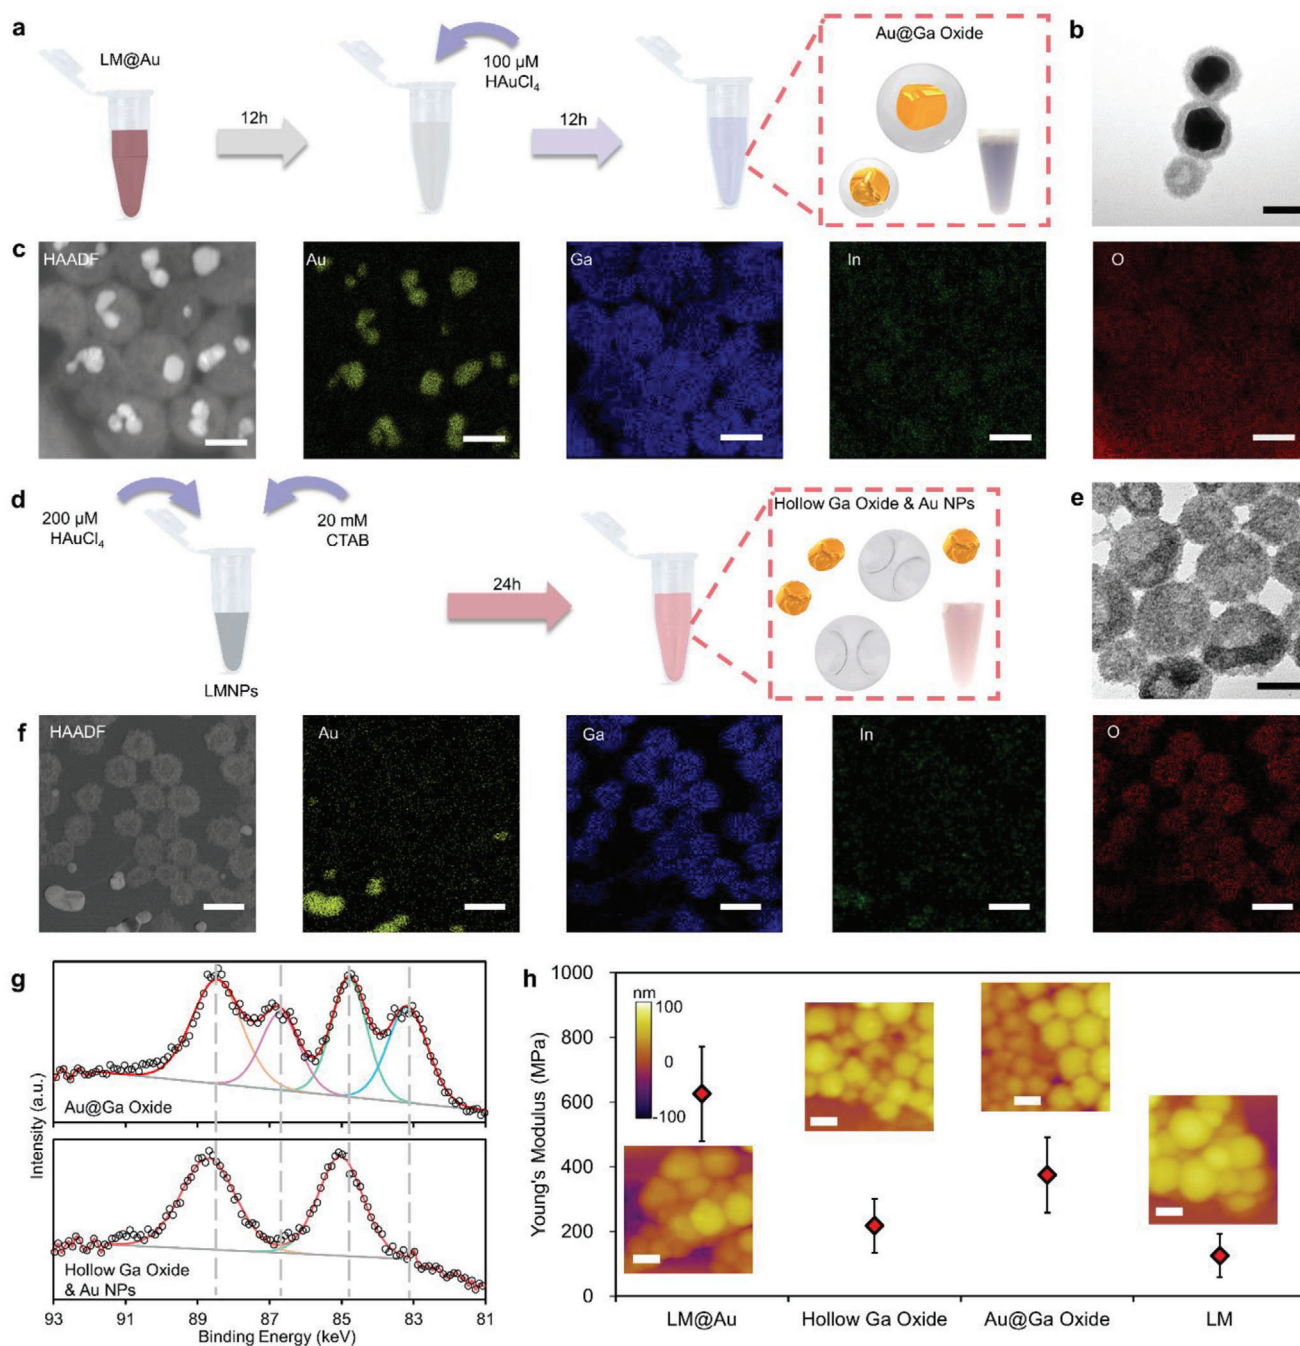 a
LM@Au
12h
100 µM
HAuCl₄
12h
Au@Ga Oxide
b
c
HAADF
Au
Ga
In
O
d
200 µM
HAuCl₄
20 mM
CTAB
LMNPs
24h
Hollow Ga Oxide & Au NPs
e
f
HAADF
Au
Ga
In
O
g
Intensity (a.u.)
Au@Ga Oxide
Hollow Ga Oxide
& Au NPs
93 91 89 87 85 83 81
Binding Energy (keV)
h
Young's Modulus (MPa)
1000
800
600
400
200
0
nm
100
0
-100
LM@Au Hollow Ga Oxide Au@Ga Oxide LM